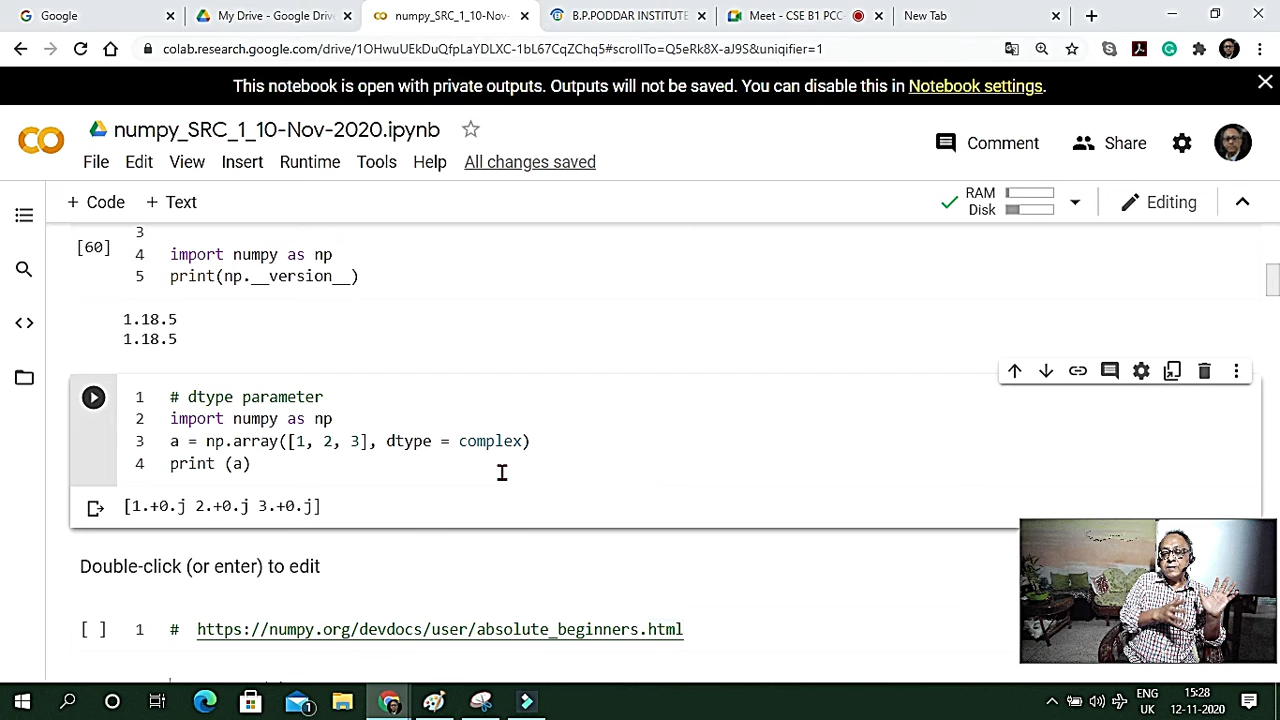 Google
My Drive - Google Driv
numpy_SRC_1_10-Nov-
B.P.PODDAR INSTITUTE
Meet - CSE B1 PCC-
New Tab
colab.research.google.com/drive/1OHwuUEkDuQfpLaYDLXC-1bL67CqZChq5#scrollTo=Q5eRk8X-aJ9S&uniqifier=1
This notebook is open with private outputs. Outputs will not be saved. You can disable this in Notebook settings.
numpy_SRC_1_10-Nov-2020.ipynb
Comment
Share
File Edit View Insert Runtime Tools Help All changes saved
+ Code + Text
RAM
Disk
Editing
3
[60]
4 import numpy as np
5 print(np.__version__)
1.18.5
1.18.5
1 # dtype parameter
2 import numpy as np
3 a = np.array([1, 2, 3], dtype = complex)
4 print (a)
[1.+0.j 2.+0.j 3.+0.j]
Double-click (or enter) to edit
[ ] 1 # https://numpy.org/devdocs/user/absolute_beginners.html
1
ENG
UK
15:28
12-11-2020